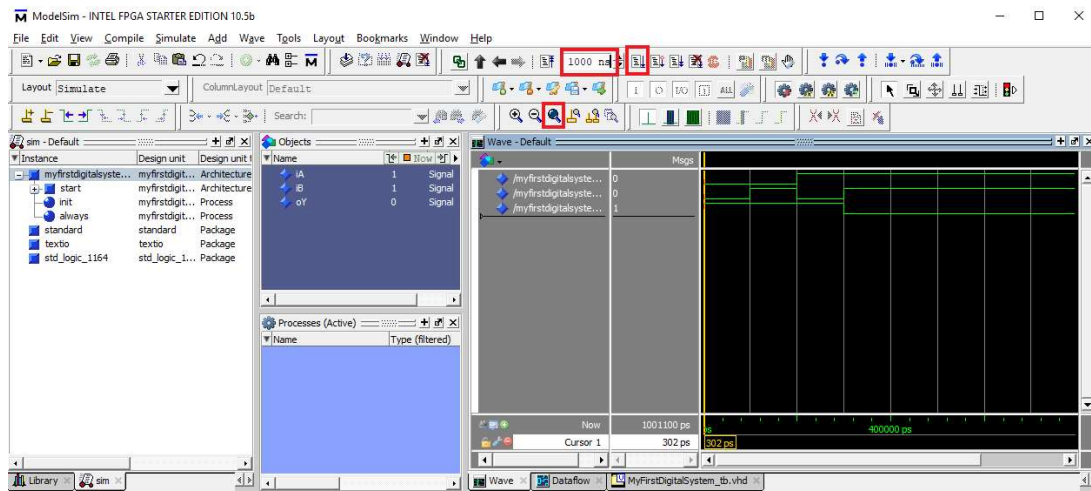 ModelSim - INTEL FPGA STARTER EDITION 10.5b
File Edit View Compile Simulate Add Wave Tools Layout Bookmarks Window Help
1000 ns
Layout Simulate
ColumnLayout Default
I O I/O ALL
Search:
sim - Default
Instance Design unit Design unit t
myfirstdigitalsyste... myfirstdigit... Architecture
start myfirstdigit... Architecture
init myfirstdigit... Process
always myfirstdigit... Process
standard standard Package
textio textio Package
std_logic_1164 std_logic_1... Package
Library sim
Objects
Name Now
iA 1 Signal
iB 1 Signal
oY 0 Signal
Processes (Active)
Name Type (filtered)
Wave - Default
Msgs
/myfirstdigitalsyste... 0
/myfirstdigitalsyste... 0
/myfirstdigitalsyste... 1
Now 1001100 ps
400000 ps
Cursor 1 302 ps
302 ps
Wave Dataflow MyFirstDigitalSystem_tb.vhd